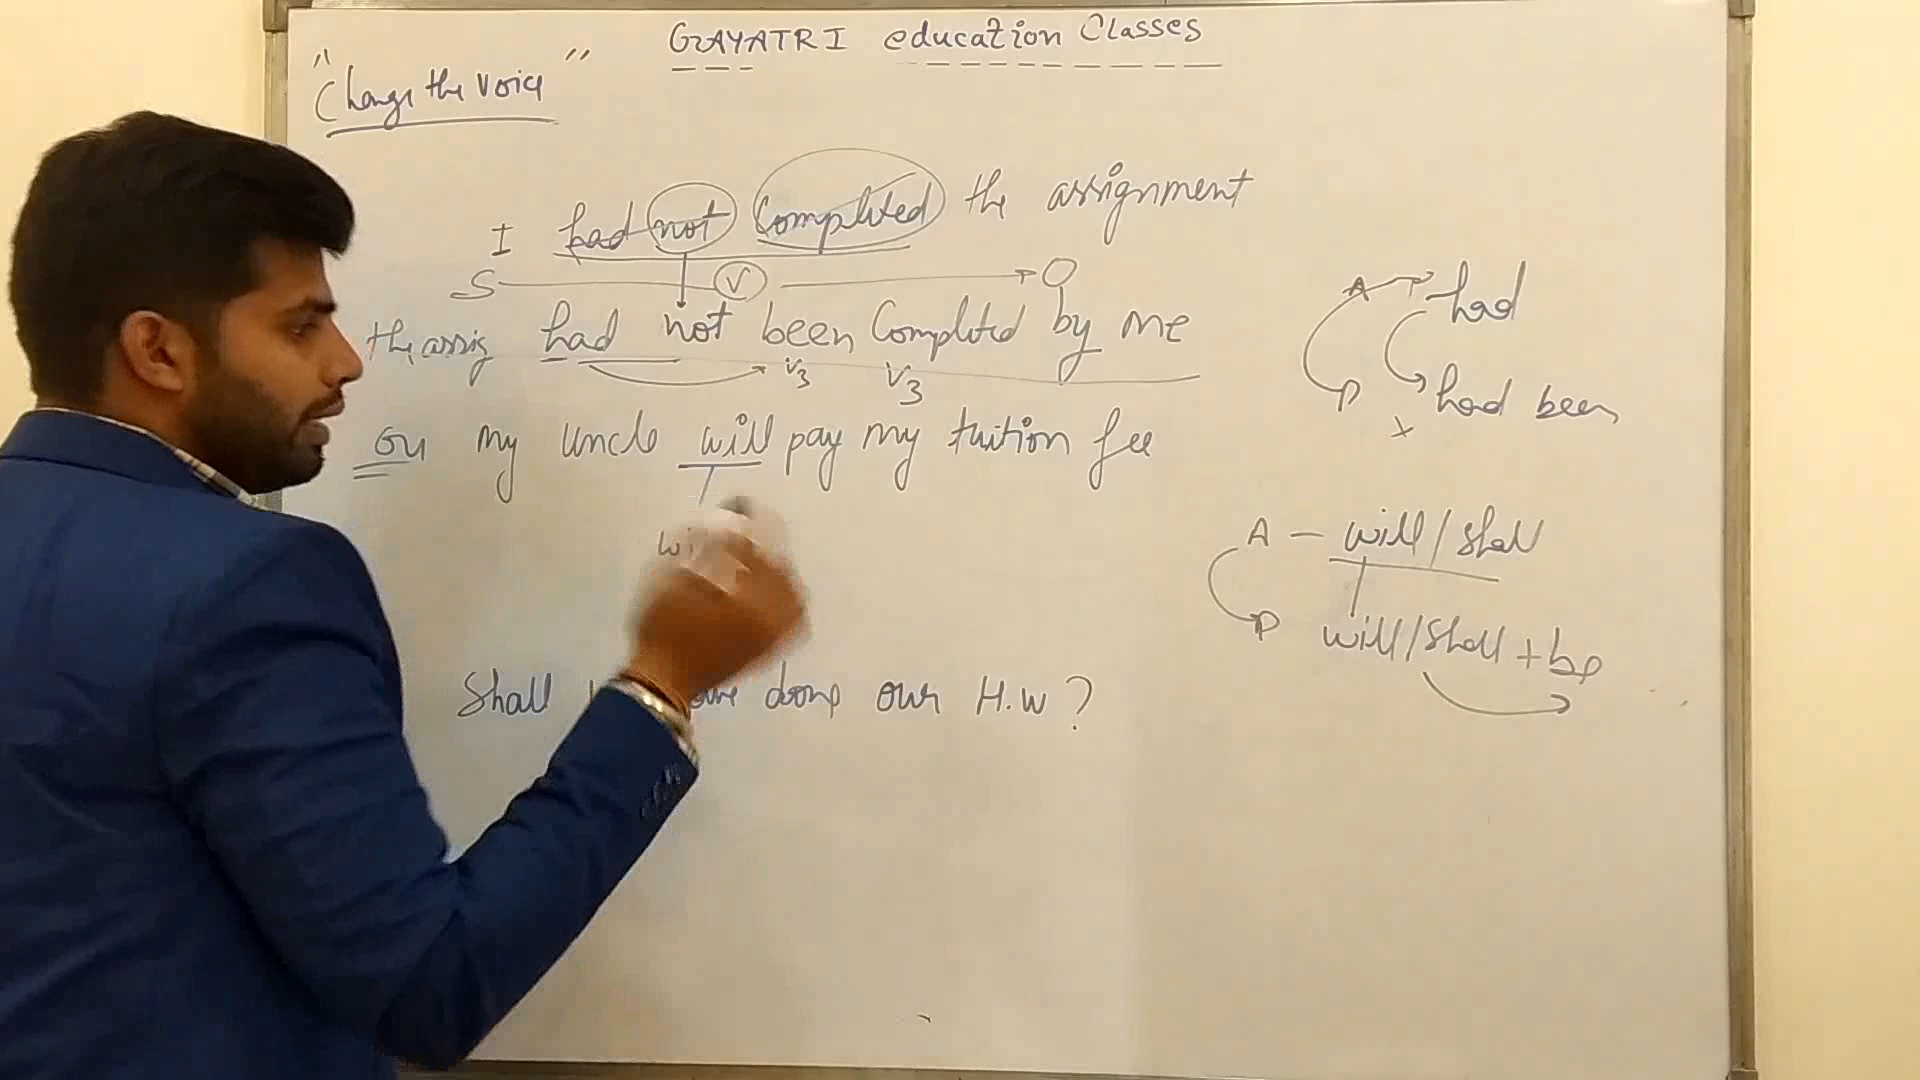 GAYATRI education Classes
"Change the Voice"
I had not Completed the assignment
S V O
the assig had not been Completed by me
V3 V3
my uncle will pay my tuition fee
wi
Shall done our H.W?
A P had
P had been
A - will/shall
P will/shall + be